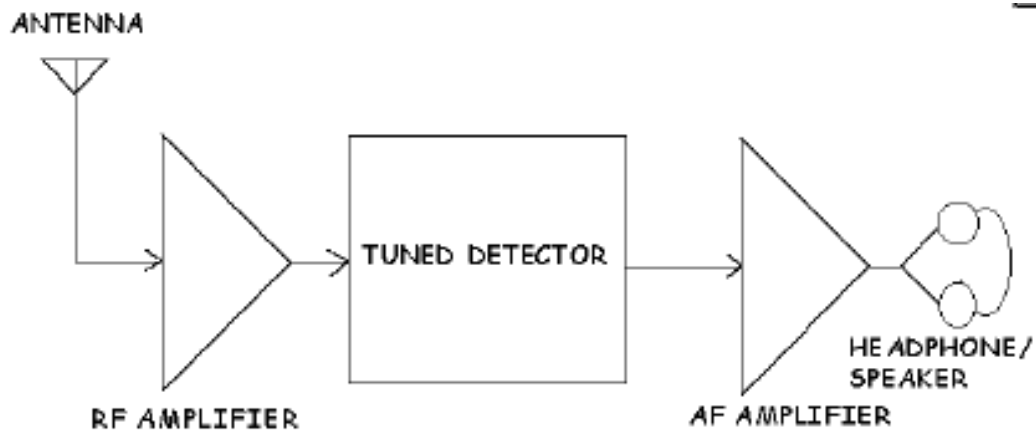 ANTENNA
TUNED DETECTOR
RF AMPLIFIER
AF AMPLIFIER
HEADPHONE/
SPEAKER